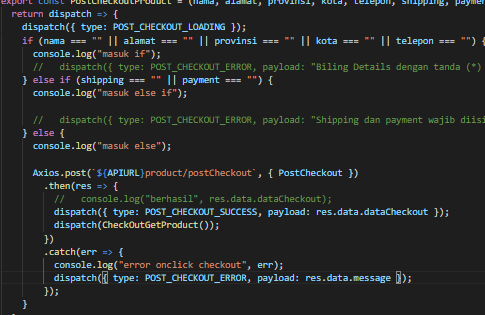 export const PostCheckoutProduct = (nama, alamat, provinsi, kota, telepon, shipping, paymen
return dispatch => {
dispatch({ type: POST_CHECKOUT_LOADING });
if (nama === "" || alamat === "" || provinsi === "" || kota === "" || telepon === "") {
console.log("masuk if");
//   dispatch({ type: POST_CHECKOUT_ERROR, payload: "Biling Details dengan tanda (*)
} else if (shipping === "" || payment === "") {
console.log("masuk else if");
//   dispatch({ type: POST_CHECKOUT_ERROR, payload: "Shipping dan payment wajib diisi
} else {
console.log("masuk else");
Axios.post(`${APIURL}product/postCheckout`, { PostCheckout })
.then(res => {
//   console.log("berhasil", res.data.dataCheckout);
dispatch({ type: POST_CHECKOUT_SUCCESS, payload: res.data.dataCheckout });
dispatch(CheckOutGetProduct());
})
.catch(err => {
console.log("error onclick checkout", err);
dispatch({ type: POST_CHECKOUT_ERROR, payload: res.data.message });
});
}